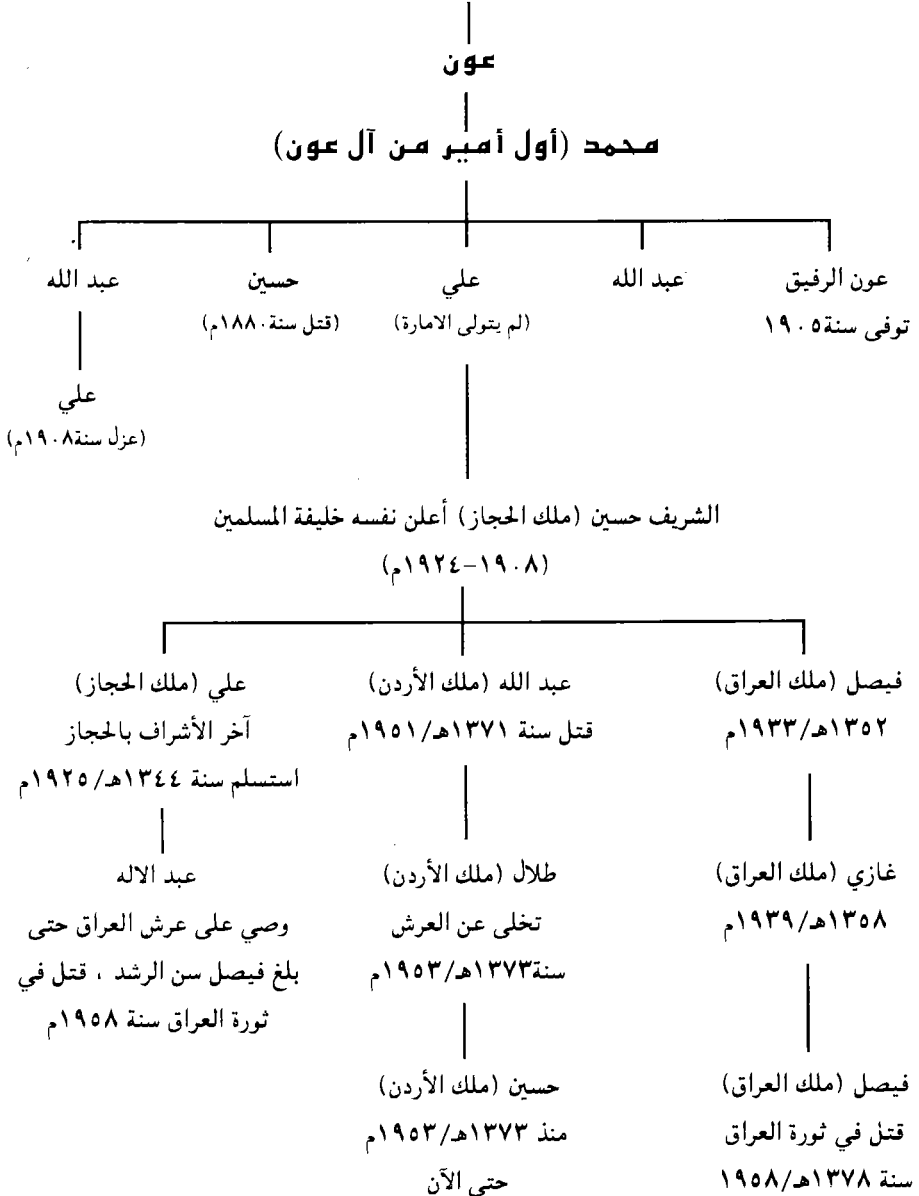 عون
محمد (أول أمير من آل عون)
عون الرفيق
توفى سنة ١٩٠٥
عبد الله
علي
(لم يتولى الامارة)
حسين
(قتل سنة ١٨٨٠م)
عبد الله
علي
(عزل سنة ١٩٠٨م)
الشريف حسين (ملك الحجاز) أعلن نفسه خليفة المسلمين
(١٩٠٨-١٩٢٤م)
فيصل (ملك العراق)
١٣٥٢هـ/١٩٣٣م
عبد الله (ملك الأردن)
قتل سنة ١٣٧١هـ/١٩٥١م
علي (ملك الحجاز)
آخر الأشراف بالحجاز
استسلم سنة ١٣٤٤هـ/١٩٢٥م
غازي (ملك العراق)
١٣٥٨هـ/١٩٣٩م
طلال (ملك الأردن)
تخلى عن العرش
سنة ١٣٧٣هـ/١٩٥٣م
عبد الاله
وصي على عرش العراق حتى
بلغ فيصل سن الرشد ، قتل في
ثورة العراق سنة ١٩٥٨م
فيصل (ملك العراق)
قتل في ثورة العراق
سنة ١٣٧٨هـ/١٩٥٨
حسين (ملك الأردن)
منذ ١٣٧٣هـ/١٩٥٣م
حتى الآن